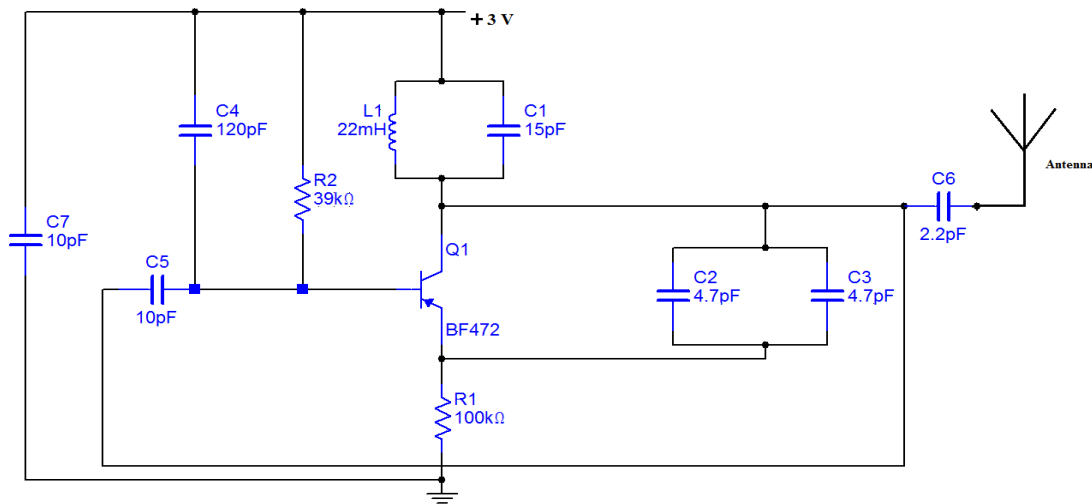 + 3 V
C4
120pF
L1
22mH
C1
15pF
R2
39kΩ
Antenna
C6
2.2pF
C7
10pF
C5
10pF
Q1
BF472
C2
4.7pF
C3
4.7pF
R1
100kΩ